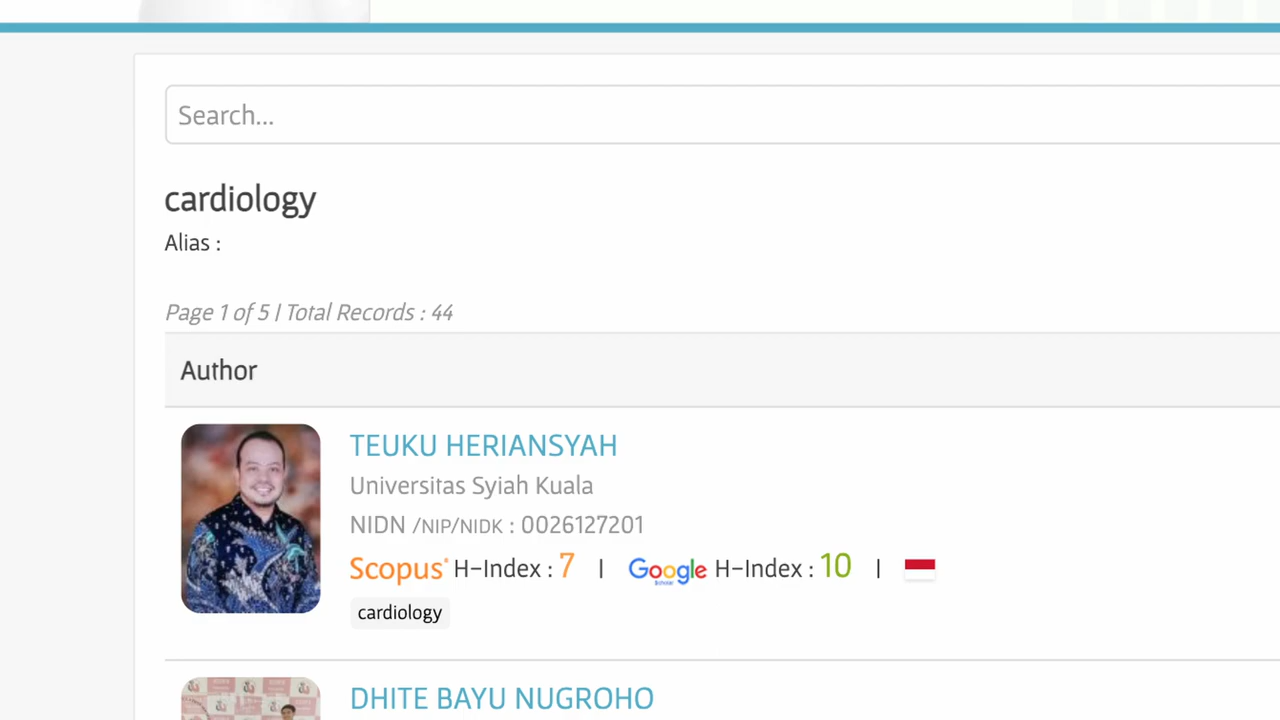 Search...
cardiology
Alias :
Page 1 of 5 | Total Records : 44
Author
TEUKU HERIANSYAH
Universitas Syiah Kuala
NIDN /NIP/NIDK : 0026127201
Scopus® H-Index : 7 | Google Scholar H-Index : 10 |
cardiology
DHITE BAYU NUGROHO